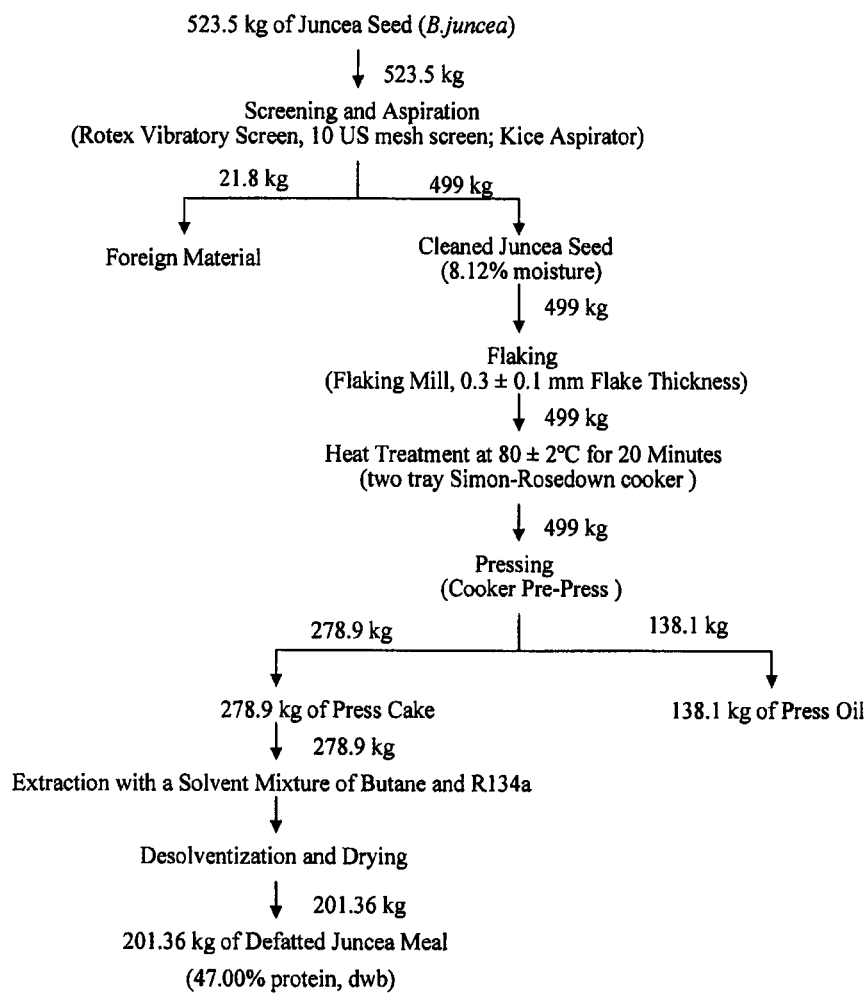 523.5 kg of Juncea Seed (B.juncea)
523.5 kg
Screening and Aspiration
(Rotex Vibratory Screen, 10 US mesh screen; Kice Aspirator)
21.8 kg
499 kg
Foreign Material
Cleaned Juncea Seed
(8.12% moisture)
499 kg
Flaking
(Flaking Mill, 0.3 ± 0.1 mm Flake Thickness)
499 kg
Heat Treatment at 80 ± 2ºC for 20 Minutes
(two tray Simon-Rosedown cooker )
499 kg
Pressing
(Cooker Pre-Press )
278.9 kg
138.1 kg
278.9 kg of Press Cake
138.1 kg of Press Oil
278.9 kg
Extraction with a Solvent Mixture of Butane and R134a
Desolventization and Drying
201.36 kg
201.36 kg of Defatted Juncea Meal
(47.00% protein, dwb)